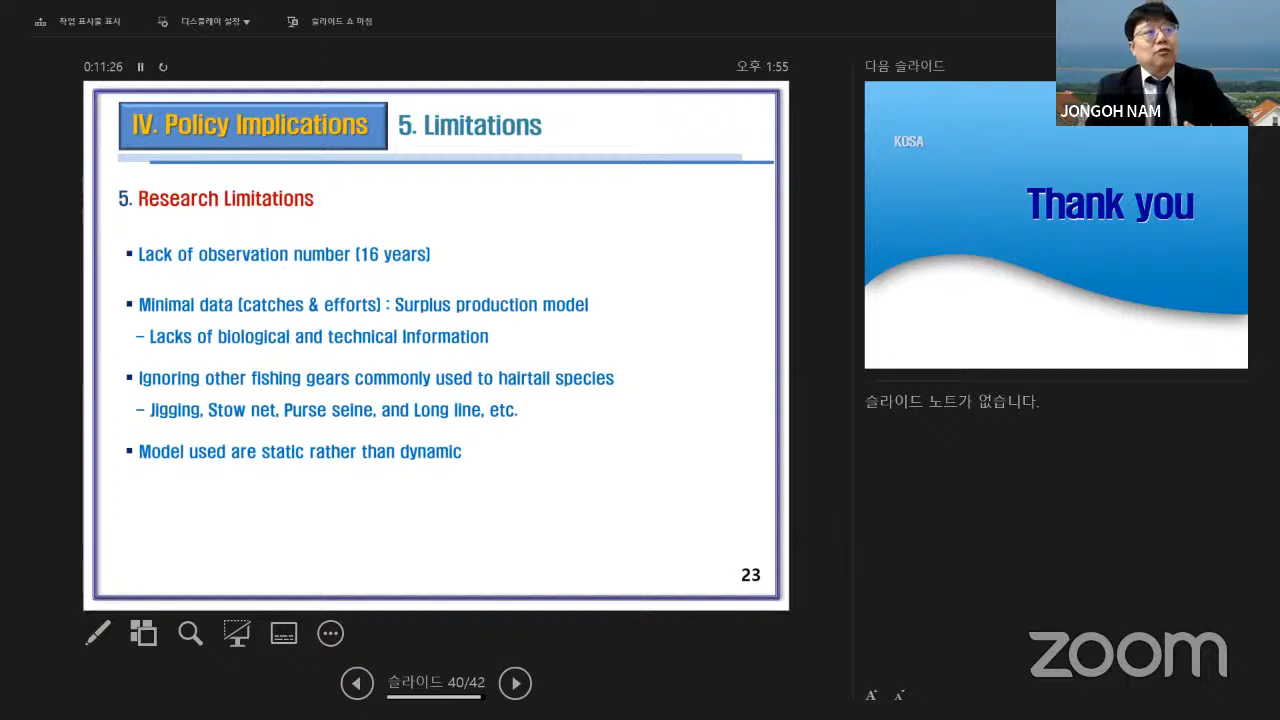 작업 표시줄 표시
디스플레이 설정 ▼
슬라이드 쇼 마침
0:11:26
오후 1:55
다음 슬라이드
JONGOH NAM
IV. Policy Implications
5. Limitations
5. Research Limitations
▪ Lack of observation number (16 years)
▪ Minimal data (catches & efforts) : Surplus production model
– Lacks of biological and technical Information
▪ Ignoring other fishing gears commonly used to hairtail species
– Jigging, Stow net, Purse seine, and Long line, etc.
▪ Model used are static rather than dynamic
23
KOSA
Thank you
슬라이드 노트가 없습니다.
슬라이드 40/42
A A
zoom